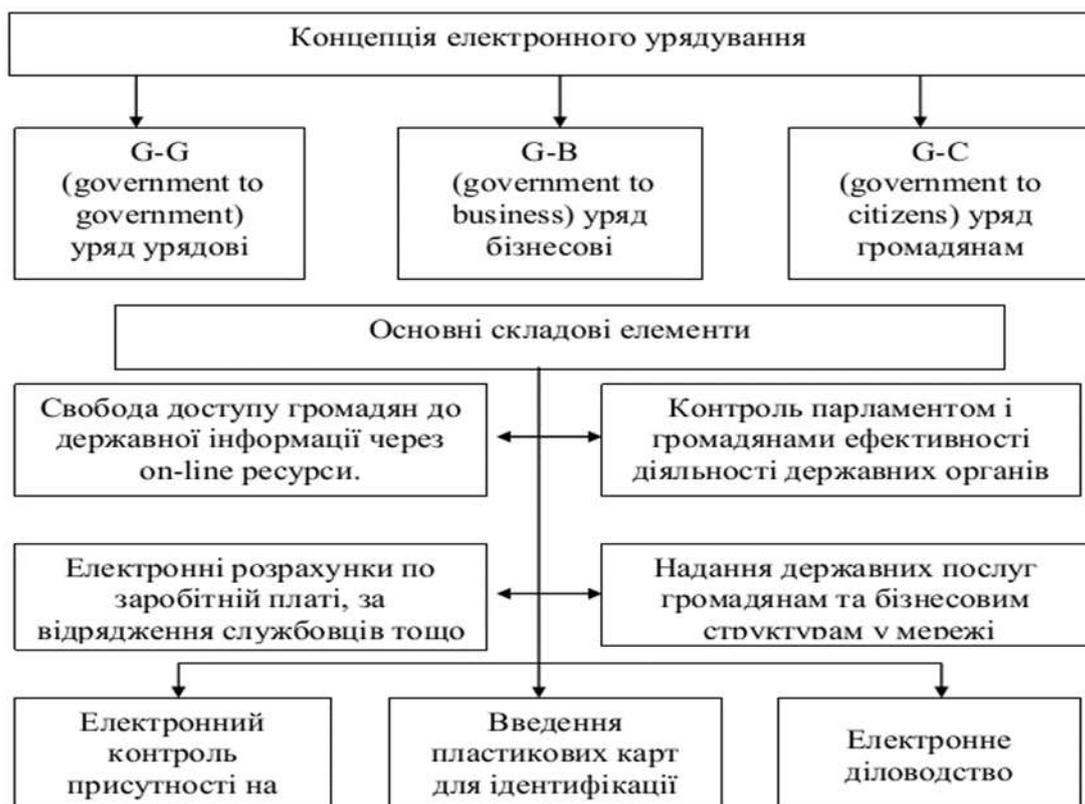 Концепція електронного урядування
G-G
(government to
government)
уряд урядові
G-B
(government to
business) уряд
бізнесові
G-C
(government to
citizens) уряд
громадянам
Основні складові елементи
Свобода доступу громадян до
державної інформації через
on-line ресурси.
Контроль парламентом і
громадянами ефективності
діяльності державних органів
Електронні розрахунки по
заробітній платі, за
відрядження службовців тощо
Надання державних послуг
громадянам та бізнесовим
структурам у мережі
Електронний
контроль
присутності на
Введення
пластикових карт
для ідентифікації
Електронне
діловодство